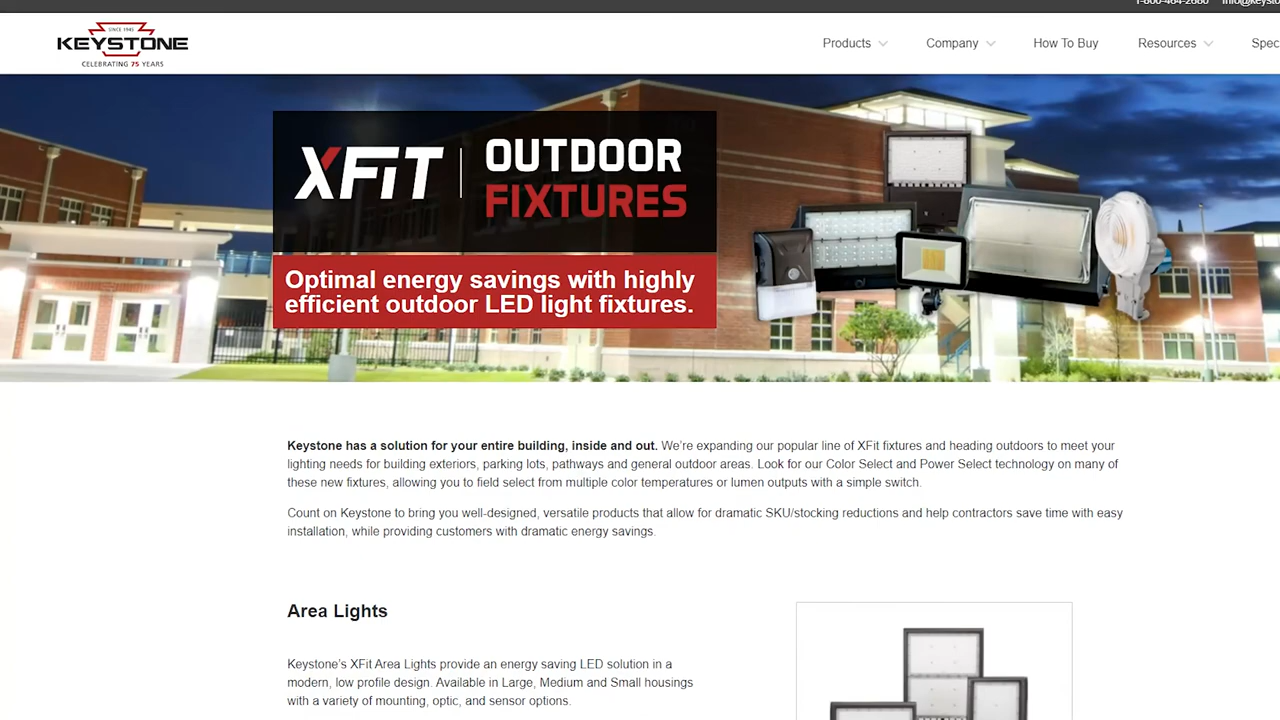 SINCE 1945
KEYSTONE
CELEBRATING 75 YEARS
Products
Company
How To Buy
Resources
XFiT
OUTDOOR
FIXTURES
Optimal energy savings with highly
efficient outdoor LED light fixtures.
Keystone has a solution for your entire building, inside and out. We’re expanding our popular line of XFit fixtures and heading outdoors to meet your
lighting needs for building exteriors, parking lots, pathways and general outdoor areas. Look for our Color Select and Power Select technology on many of
these new fixtures, allowing you to field select from multiple color temperatures or lumen outputs with a simple switch.
Count on Keystone to bring you well-designed, versatile products that allow for dramatic SKU/stocking reductions and help contractors save time with easy
installation, while providing customers with dramatic energy savings.
Area Lights
Keystone’s XFit Area Lights provide an energy saving LED solution in a
modern, low profile design. Available in Large, Medium and Small housings
with a variety of mounting, optic, and sensor options.